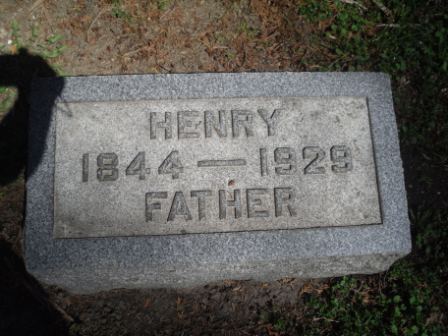 HENRY
1844 — 1929
FATHER